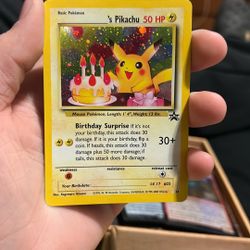 Basic Pokémon
's Pikachu 50 HP
Mouse Pokémon. Length: 1' 4", Weight: 13 lbs.
Birthday Surprise If it's not
your birthday, this attack does 30
damage. If it is your birthday, flip a
coin. If heads, this attack does 30
damage plus 50 more damage; if
tails, this attack does 30 damage.
30+
weakness
resistance
retreat cost
Your Birthdate: